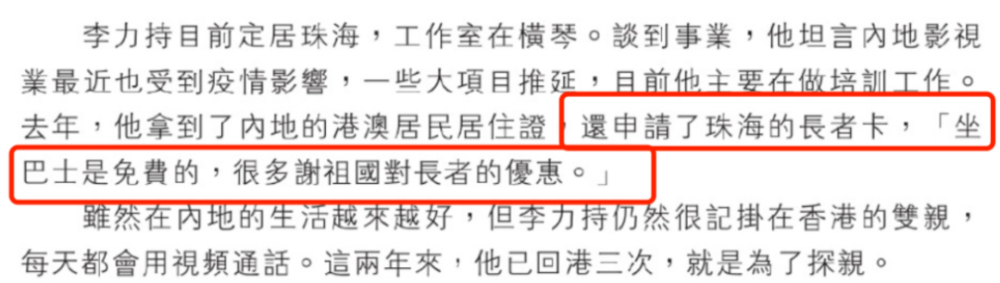 李力持目前定居珠海，工作室在橫琴。談到事業，他坦言內地影視
業最近也受到疫情影響，一些大項目推延，目前他主要在做培訓工作。
去年，他拿到了內地的港澳居民居住證，還申請了珠海的長者卡，「坐
巴士是免費的，很多謝祖國對長者的優惠。」
雖然在內地的生活越來越好，但李力持仍然很記掛在香港的雙親，
每天都會用視頻通話。這兩年來，他已回港三次，就是為了探親。